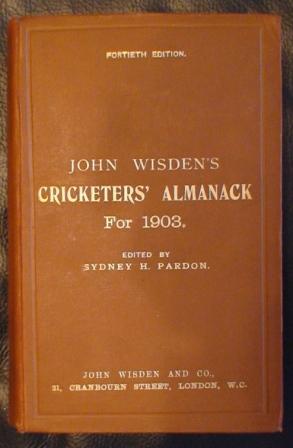 FORTIETH EDITION.
JOHN WISDEN'S
CRICKETERS' ALMANACK
For 1903.
EDITED BY
SYDNEY H. PARDON.
JOHN WISDEN AND CO.,
21, CRANBOURN STREET, LONDON, W.C.